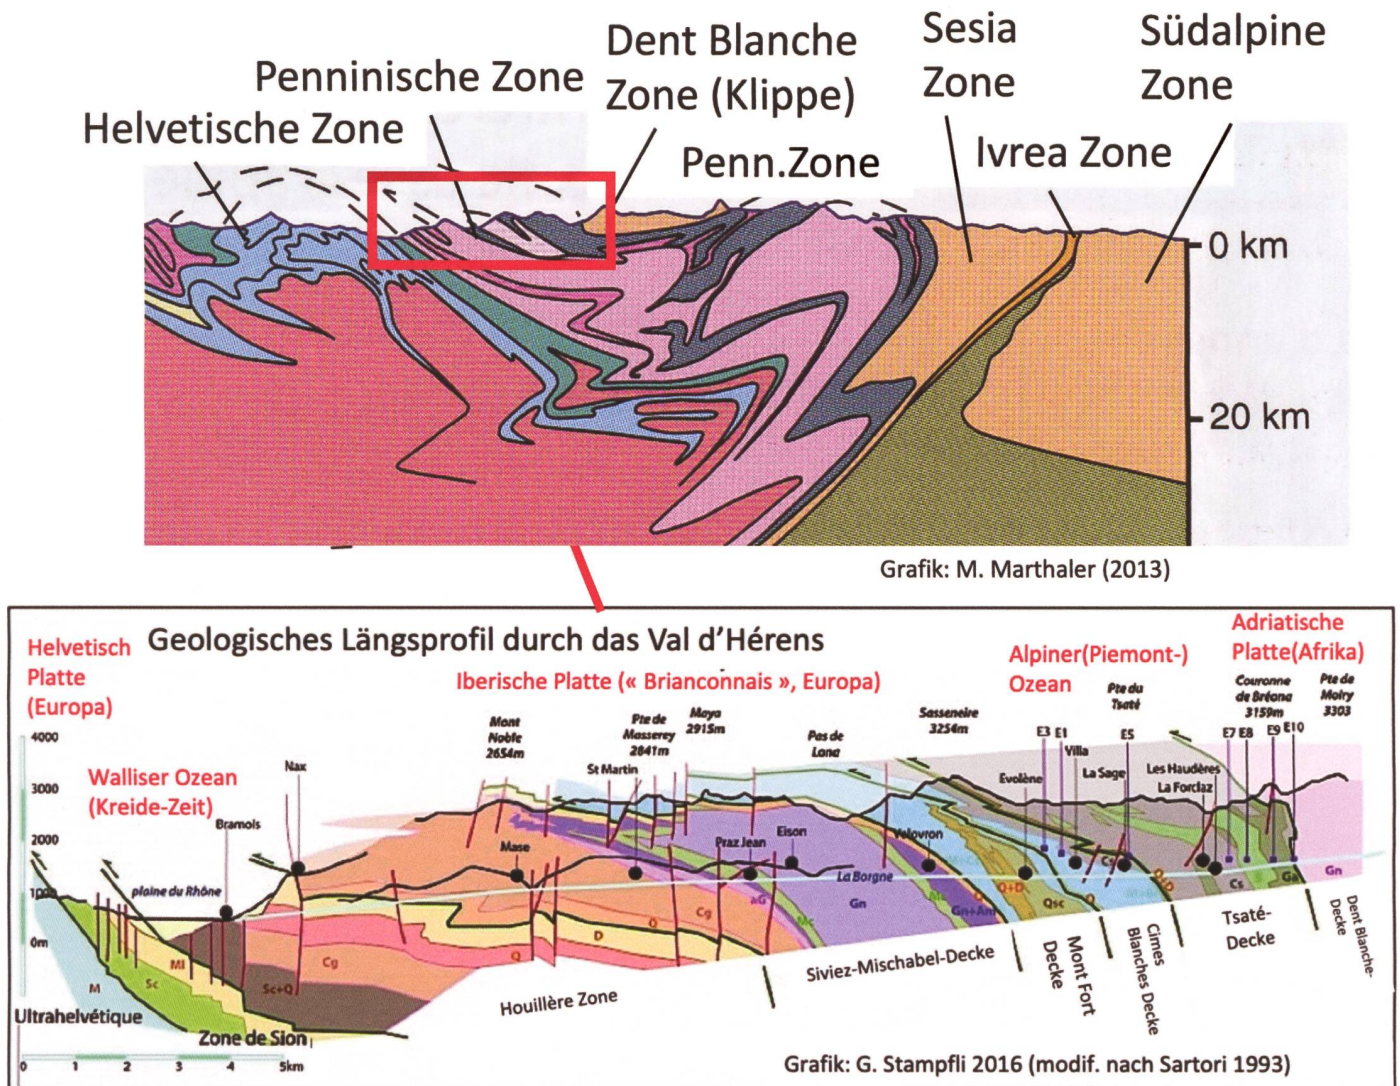 Dent Blanche
Zone (Klippe)
Sesia
Zone
Südalpine
Zone
Penninische Zone
Helvetische Zone
Penn.Zone
Ivrea Zone
0 km
20 km
Grafik: M. Marthaler (2013)
Geologisches Längsprofil durch das Val d'Hérens
Helvetisch
Platte
(Europa)
Iberische Platte (« Brianconnais », Europa)
Alpiner(Piemont-)
Ozean
Adriatische
Platte(Afrika)
Walliser Ozean
(Kreide-Zeit)
4000
3000
2000
1000
0m
Nax
Bramois
plaine du Rhône
Mont
Noble
2654m
Pte de
Masserey
2841m
Maya
2915m
St Martin
Pas de
Lona
Sasseneire
3254m
Pte du
Tsaté
Couronne
de Bréona
3159m
Pte de
Moiry
3303
E3
E1
E5
E7
E8
E9
E10
Villa
Evolène
La Sage
Les Haudères
La Forclaz
Mase
Praz Jean
Eison
Volovron
La Borgne
M
Sc
MI
Sc+Q
Cg
Q
D
Q
Cg
aG
Mc
Gn
Gn+Am
Q+D
Qsc
Q
Cs
Q+D
Cs
Ga
Gn
Ultrahelvétique
Zone de Sion
Houillère Zone
Siviez-Mischabel-Decke
Mont Fort
Decke
Cimes
Blanches Decke
Tsaté-
Decke
Dent Blanche-
Decke
0 1 2 3 4 5km
Grafik: G. Stampfli 2016 (modif. nach Sartori 1993)